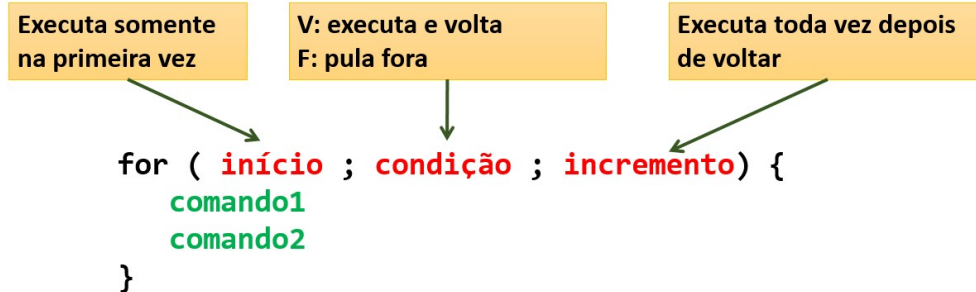 Executa somente
na primeira vez
V: executa e volta
F: pula fora
Executa toda vez depois
de voltar
for ( início ; condição ; incremento) {
comando1
comando2
}